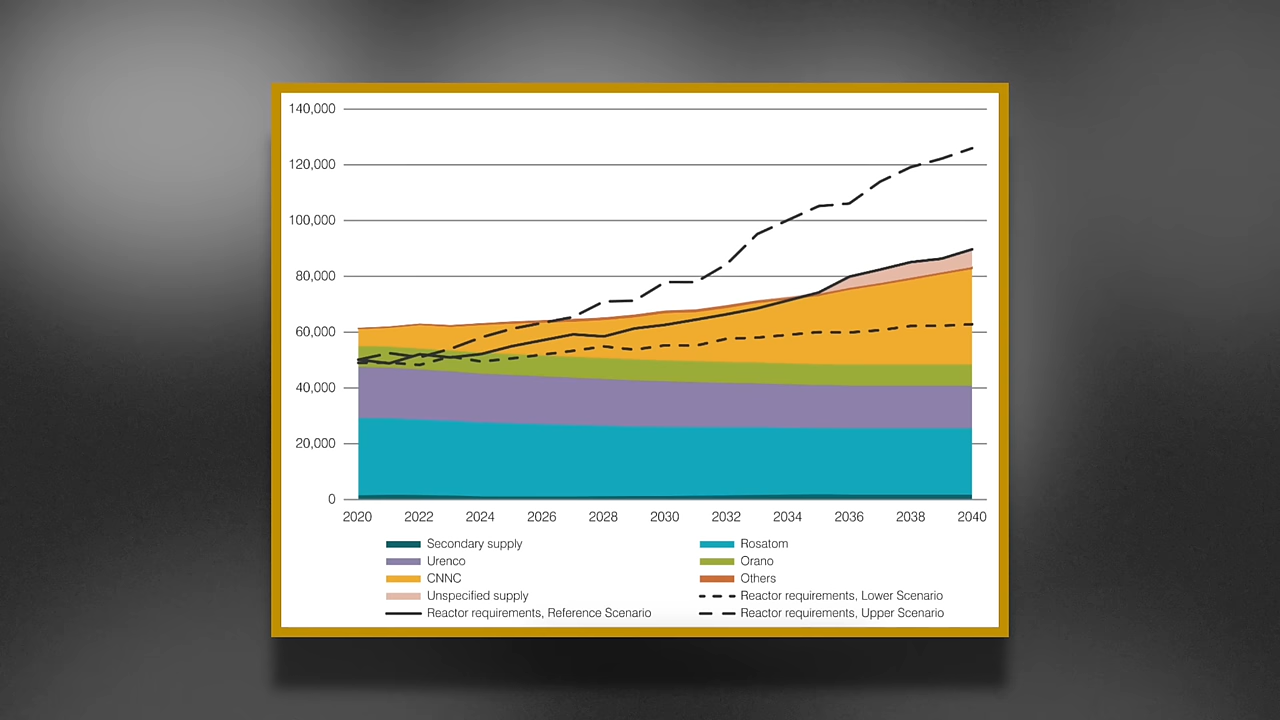 140,000
120,000
100,000
80,000
60,000
40,000
20,000
0
2020 2022 2024 2026 2028 2030 2032 2034 2036 2038 2040
Secondary supply Rosatom
Urenco Orano
CNNC Others
Unspecified supply Reactor requirements, Lower Scenario
Reactor requirements, Reference Scenario Reactor requirements, Upper Scenario